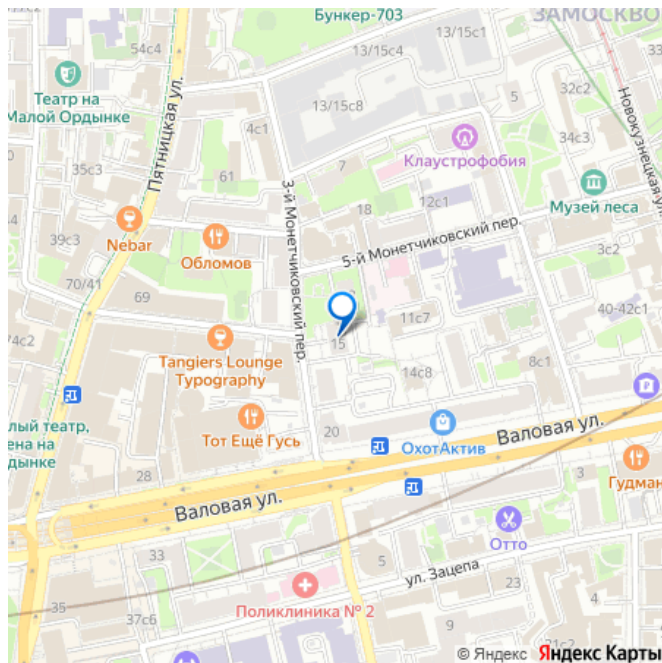 Бункер-703
ЗАМОСКВО
54с4
13/15с1
13/15с4
32с2
Театр на
Малой Ордынке
13/15с8
5
Новокузнецкая ул.
Пятницкая ул.
4с1
34с3
Клаустрофобия
35с3
61
7
3-й Монетчиковский пер.
12с1
Музей леса
18
39с3
Nebar
Обломов
5-й Монетчиковский пер.
3с2
70/41
69
11с7
40-42с1
74с2
15
Tangiers Lounge
Typography
14с8
8с1
лый театр,
ена на
рдынке
Тот Ещё Гусь
20
ОхотАктив
Валовая ул.
28
Гудман
Валовая ул.
Отто
33
5
ул. Зацепа
23
35
Поликлиника № 2
37с6
9
31с2
© Яндекс Яндекс Карты